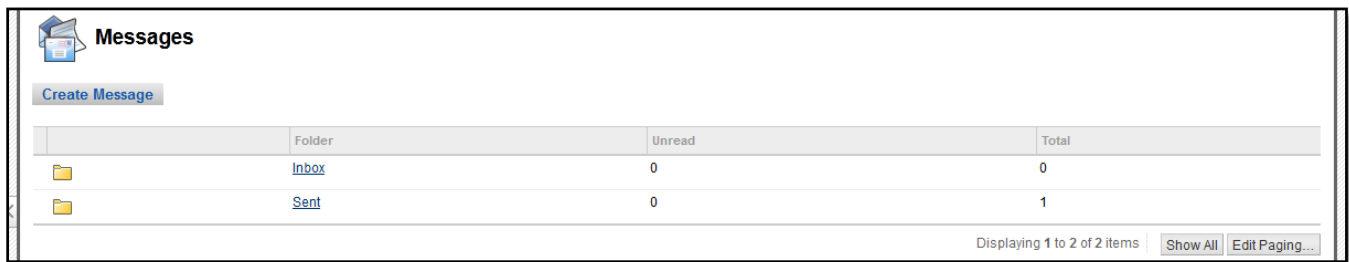 Messages
Create Message
Folder Unread Total
Inbox 0 0
Sent 0 1
Displaying 1 to 2 of 2 items Show All Edit Paging...